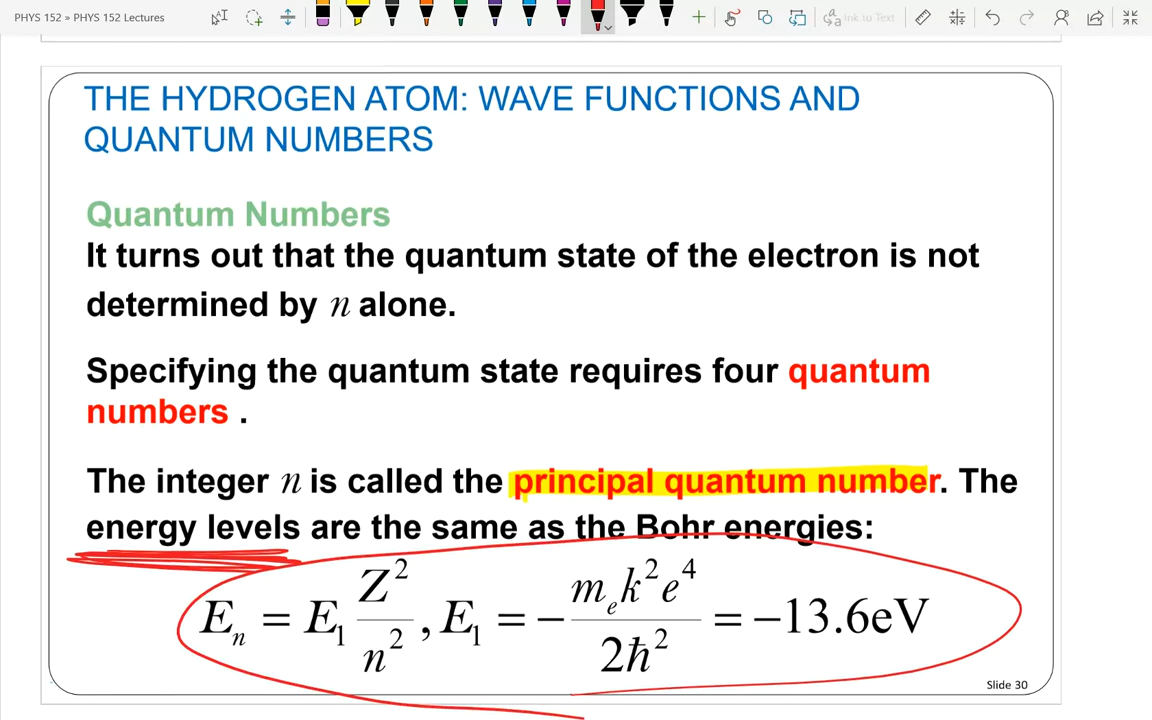 PHYS 152 » PHYS 152 Lectures
Link to Text
THE HYDROGEN ATOM: WAVE FUNCTIONS AND
QUANTUM NUMBERS
Quantum Numbers
It turns out that the quantum state of the electron is not
determined by n alone.
Specifying the quantum state requires four quantum
numbers .
The integer n is called the principal quantum number. The
energy levels are the same as the Bohr energies:
Eₙ = E₁ Z²/n² , E₁ = −mₑk²e⁴/2ħ² = −13.6eV
Slide 30